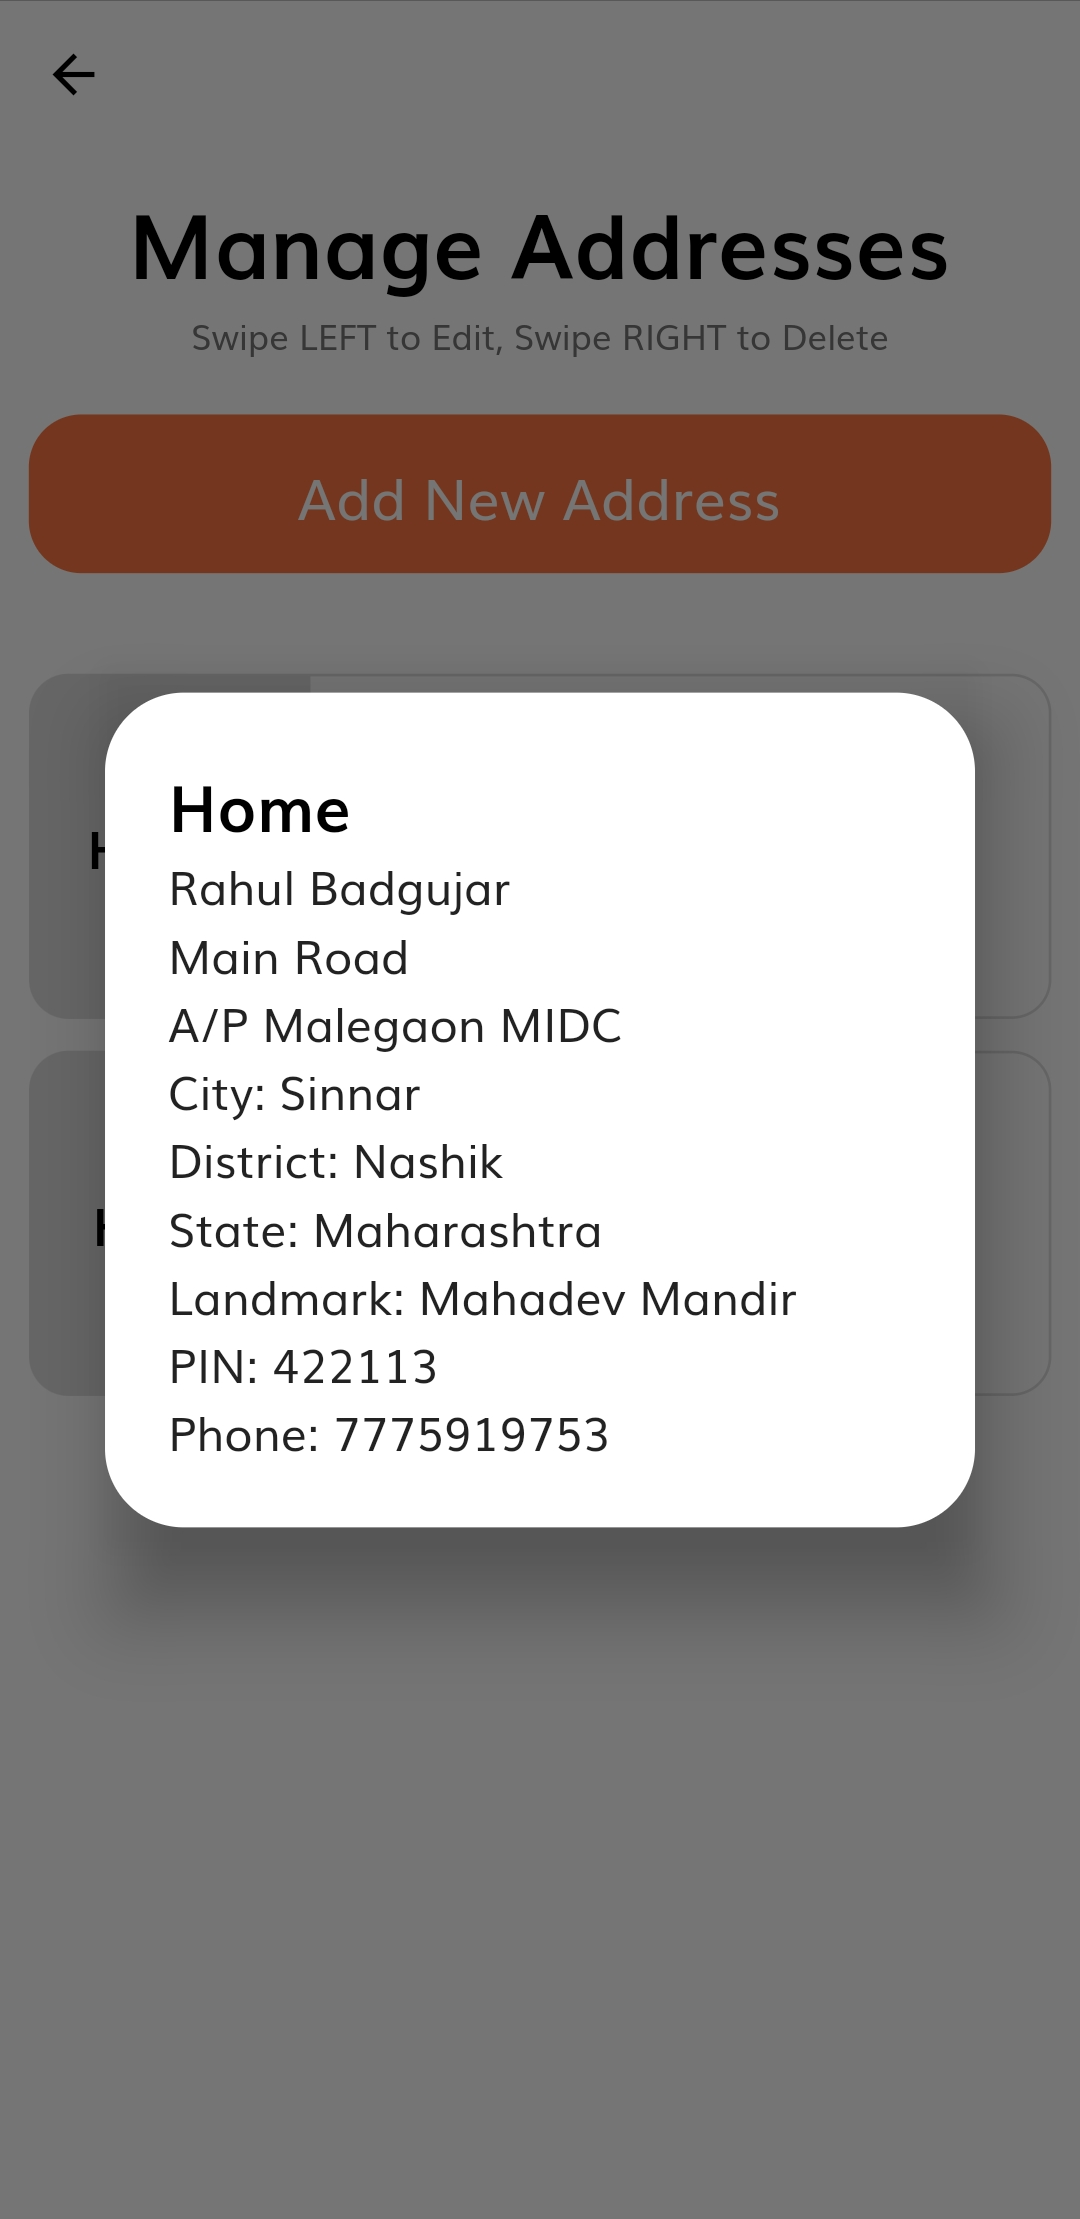 Manage Addresses
Swipe LEFT to Edit, Swipe RIGHT to Delete
Add New Address
Home
Rahul Badgujar
Main Road
A/P Malegaon MIDC
City: Sinnar
District: Nashik
State: Maharashtra
Landmark: Mahadev Mandir
PIN: 422113
Phone: 7775919753